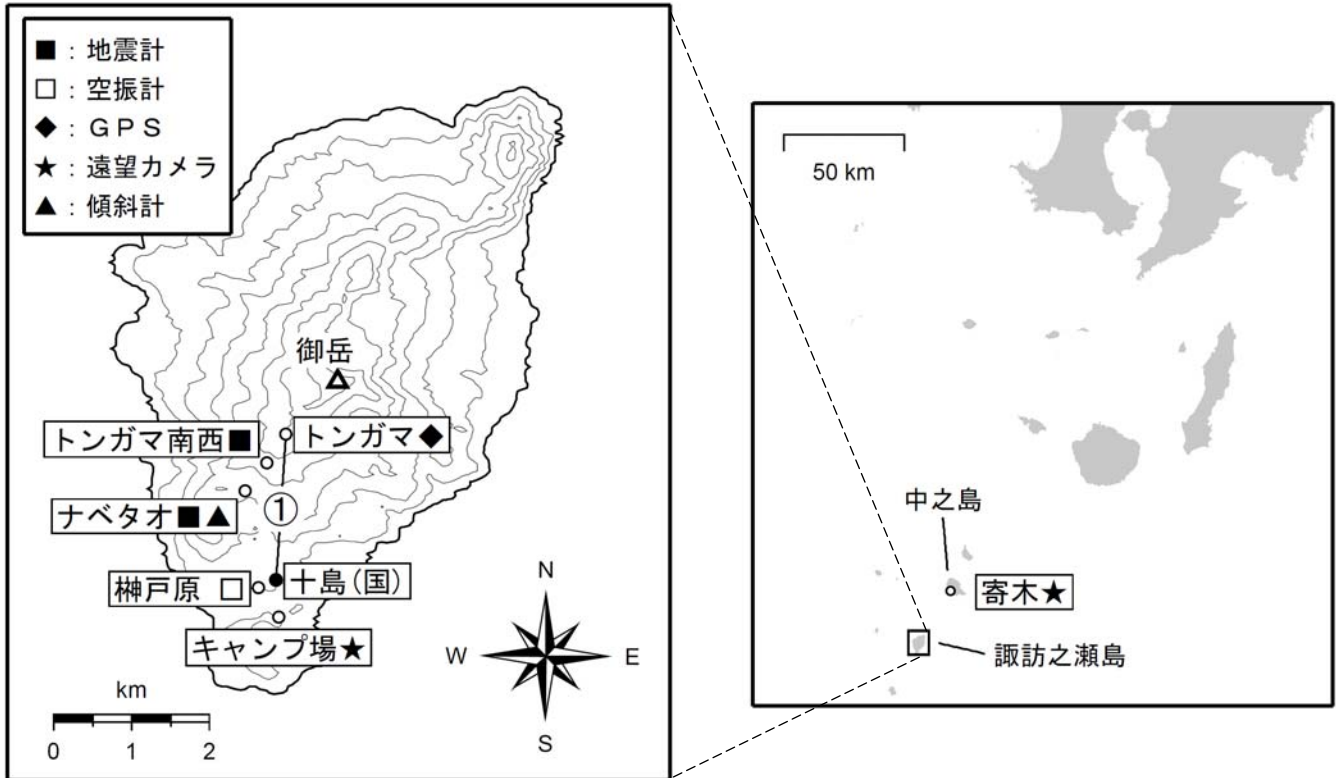 ■：地震計
□：空振計
◆：ＧＰＳ
★：遠望カメラ
▲：傾斜計
御岳
トンガマ南西■
トンガマ◆
ナベタオ■▲
①
榊戸原 □
十島(国)
キャンプ場★
km
0 1 2
N
W E
S
50 km
中之島
寄木★
諏訪之瀬島